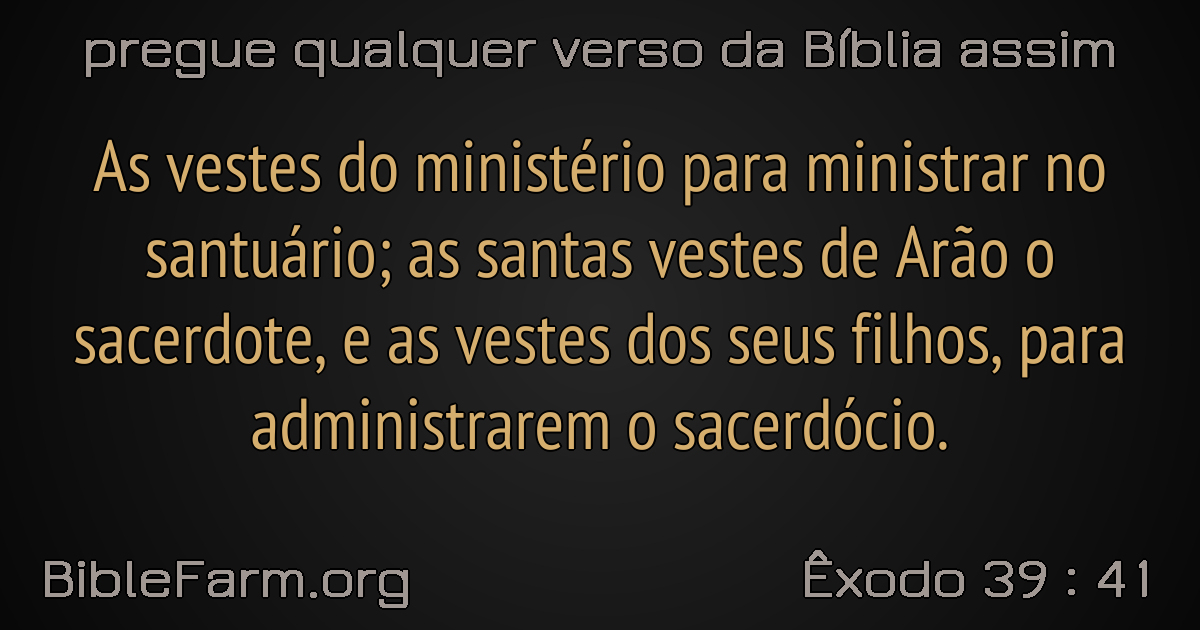 pregue qualquer verso da Bíblia assim
As vestes do ministério para ministrar no
santuário; as santas vestes de Arão o
sacerdote, e as vestes dos seus filhos, para
administrarem o sacerdócio.
BibleFarm.org
Êxodo 39 : 41